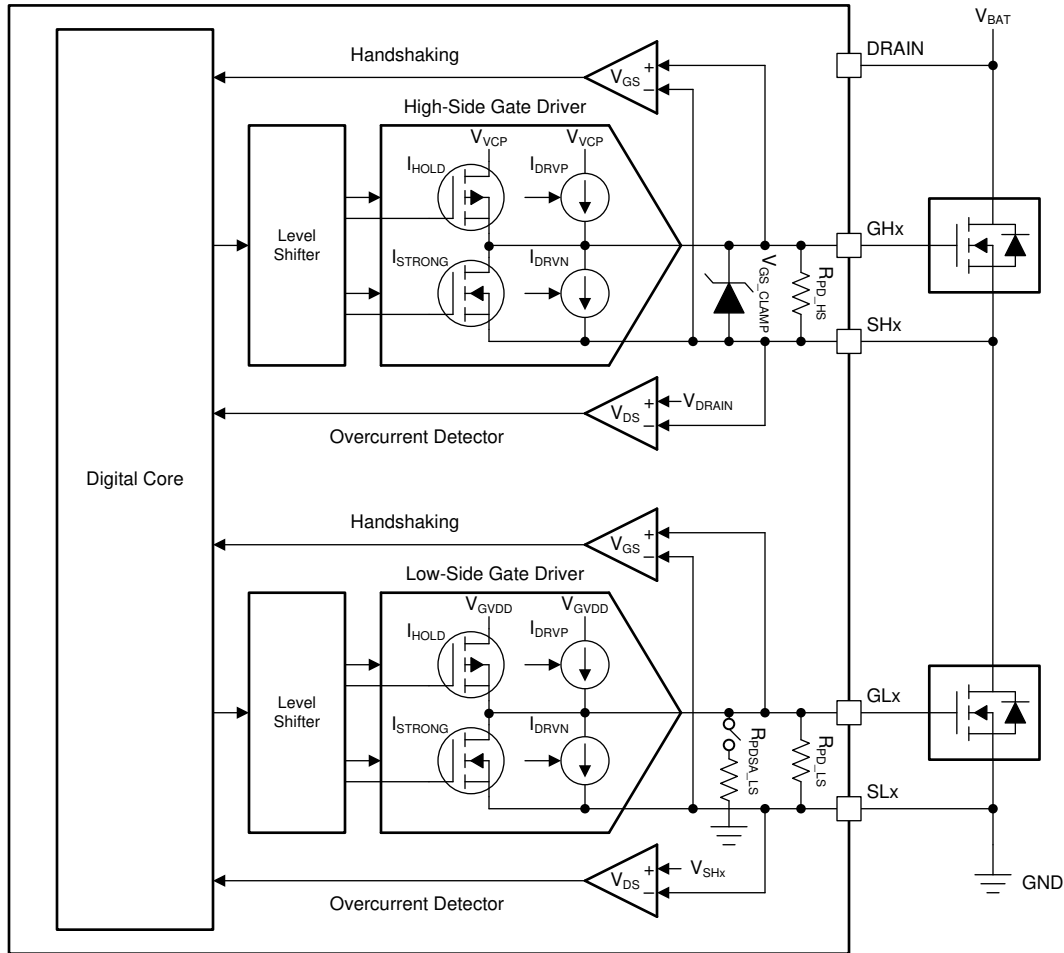 V_BAT
DRAIN
Handshaking
V_GS
+
−
High-Side Gate Driver
V_VCP
V_VCP
I_HOLD
I_DRVP
Level
Shifter
I_STRONG
I_DRVN
V_GS_CLAMP
R_PD_HS
GHx
SHx
V_DS
+
−
V_DRAIN
Overcurrent Detector
Digital Core
Handshaking
V_GS
+
−
Low-Side Gate Driver
V_GVDD
V_GVDD
I_HOLD
I_DRVP
Level
Shifter
I_STRONG
I_DRVN
R_PDSA_LS
R_PD_LS
GLx
SLx
V_DS
+
−
V_SHx
Overcurrent Detector
GND